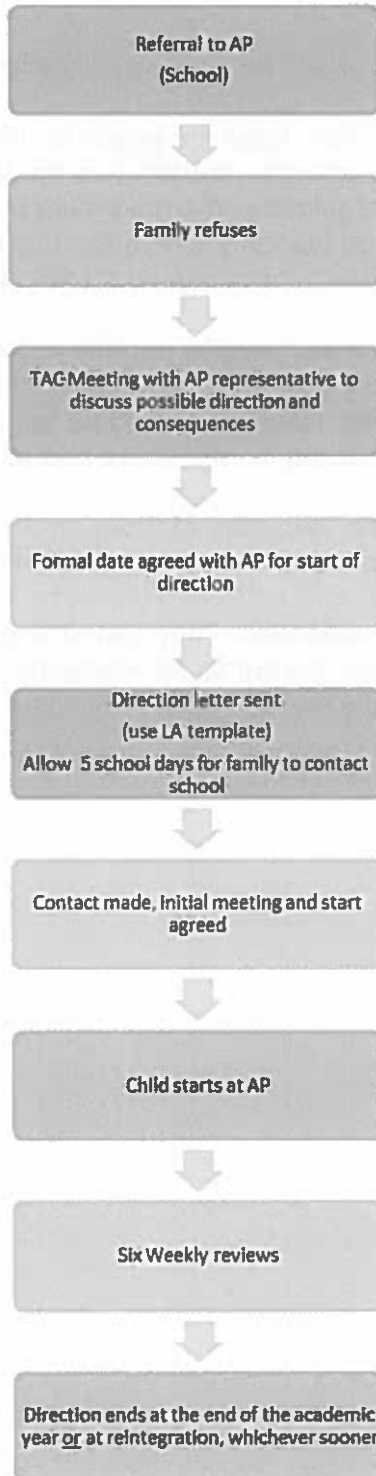 Referral to AP
(School)
Family refuses
TAC Meeting with AP representative to
discuss possible direction and
consequences
Formal date agreed with AP for start of
direction
Direction letter sent
(use LA template)
Allow 5 school days for family to contact
school
Contact made, initial meeting and start
agreed
Child starts at AP
Six Weekly reviews
Direction ends at the end of the academic
year or at reintegration, whichever sooner